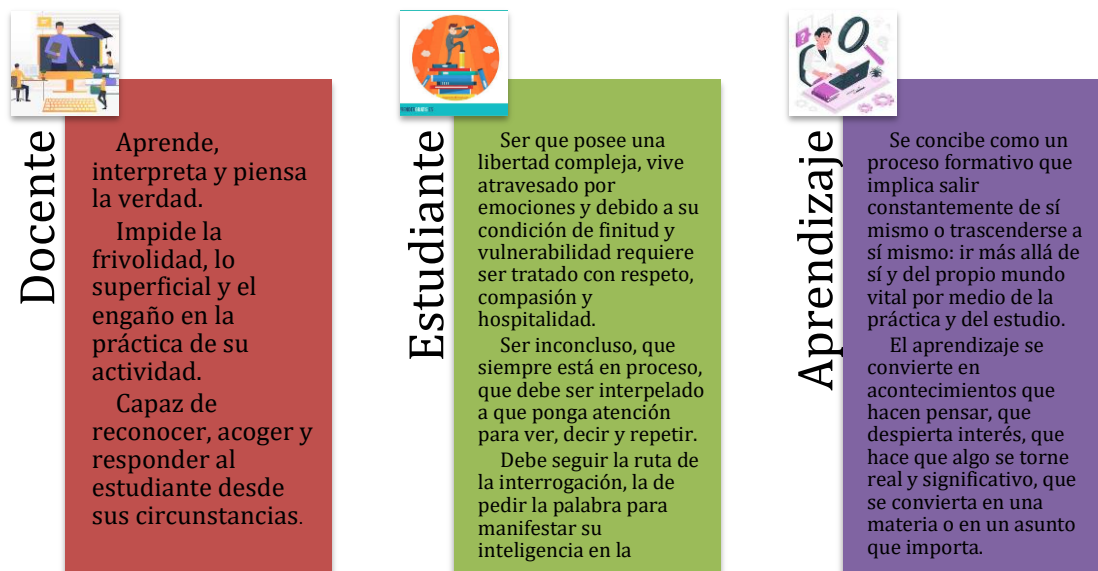 Docente
Aprende,
interpreta y piensa
la verdad.
Impide la
frivolidad, lo
superficial y el
engaño en la
práctica de su
actividad.
Capaz de
reconocer, acoger y
responder al
estudiante desde
sus circunstancias.
Estudiante
Ser que posee una
libertad compleja, vive
atravesado por
emociones y debido a su
condición de finitud y
vulnerabilidad requiere
ser tratado con respeto,
compasión y
hospitalidad.
Ser inconcluso, que
siempre está en proceso,
que debe ser interpelado
a que ponga atención
para ver, decir y repetir.
Debe seguir la ruta de
la interrogación, la de
pedir la palabra para
manifestar su
inteligencia en la
Aprendizaje
Se concibe como un
proceso formativo que
implica salir
constantemente de sí
mismo o trascenderse a
sí mismo: ir más allá de
sí y del propio mundo
vital por medio de la
práctica y del estudio.
El aprendizaje se
convierte en
acontecimientos que
hacen pensar, que
despierta interés, que
hace que algo se torne
real y significativo, que
se convierta en una
materia o en un asunto
que importa.